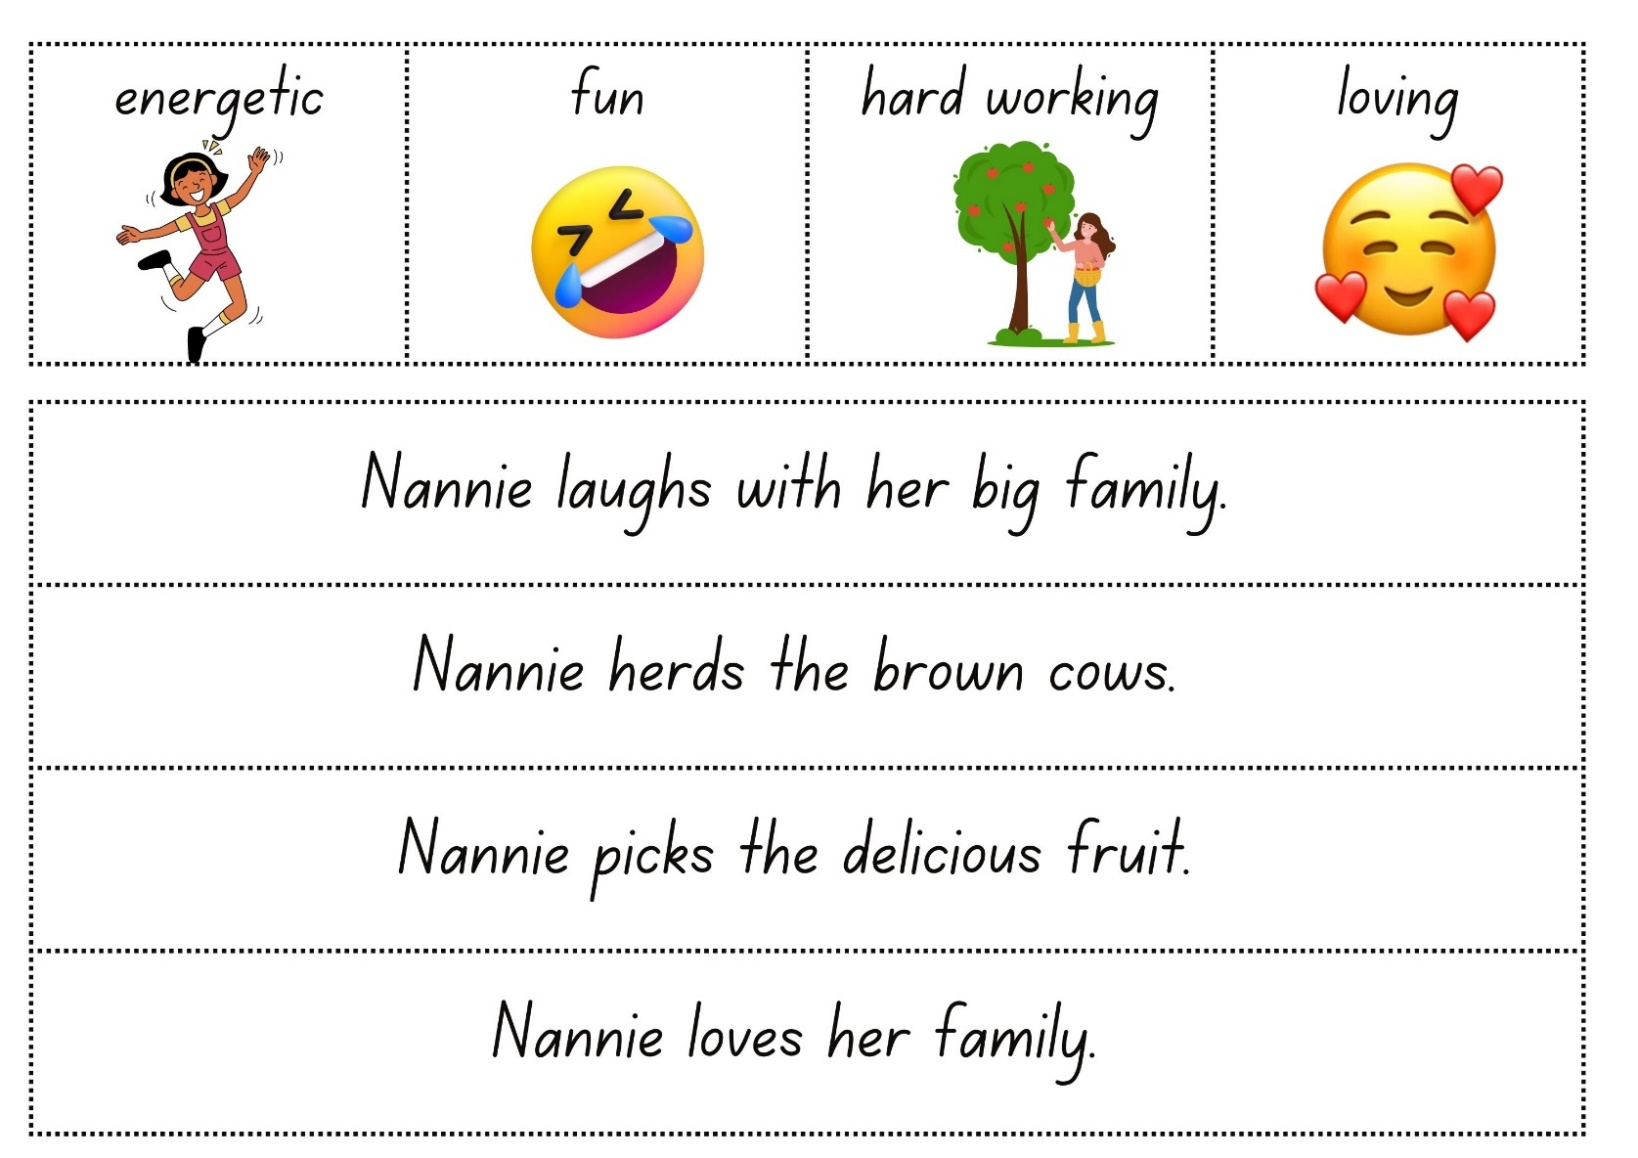 energetic
fun
hard working
loving
Nannie laughs with her big family.
Nannie herds the brown cows.
Nannie picks the delicious fruit.
Nannie loves her family.